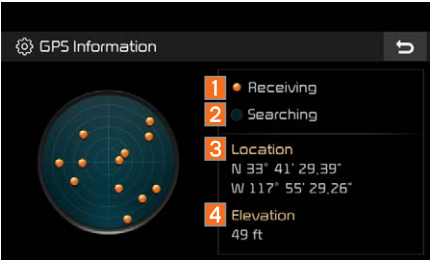 GPS Information
1 Receiving
2 Searching
3 Location
N 33° 41' 29,39"
W 117° 55' 29,26"
4 Elevation
49 ft